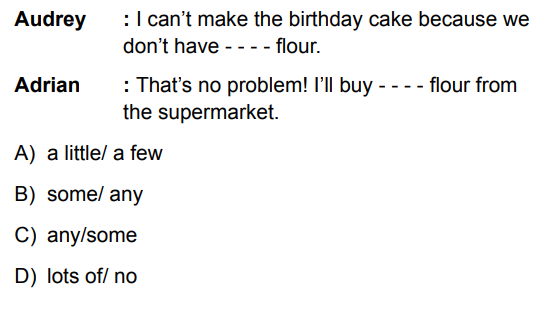 Audrey : I can’t make the birthday cake because we
don’t have - - - - flour.
Adrian : That’s no problem! I’ll buy - - - - flour from
the supermarket.
A) a little/ a few
B) some/ any
C) any/some
D) lots of/ no